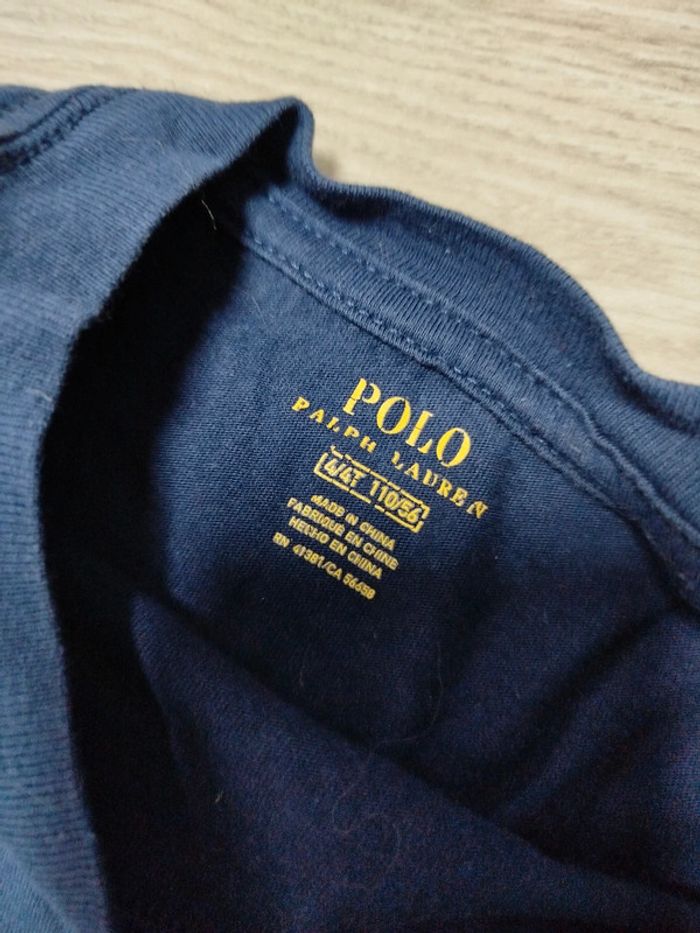 POLO
RALPH LAUREN
4/4T 110/56
MADE IN CHINA
FABRIQUÉ EN CHINE
HECHO EN CHINA
RN 41381/CA 56658